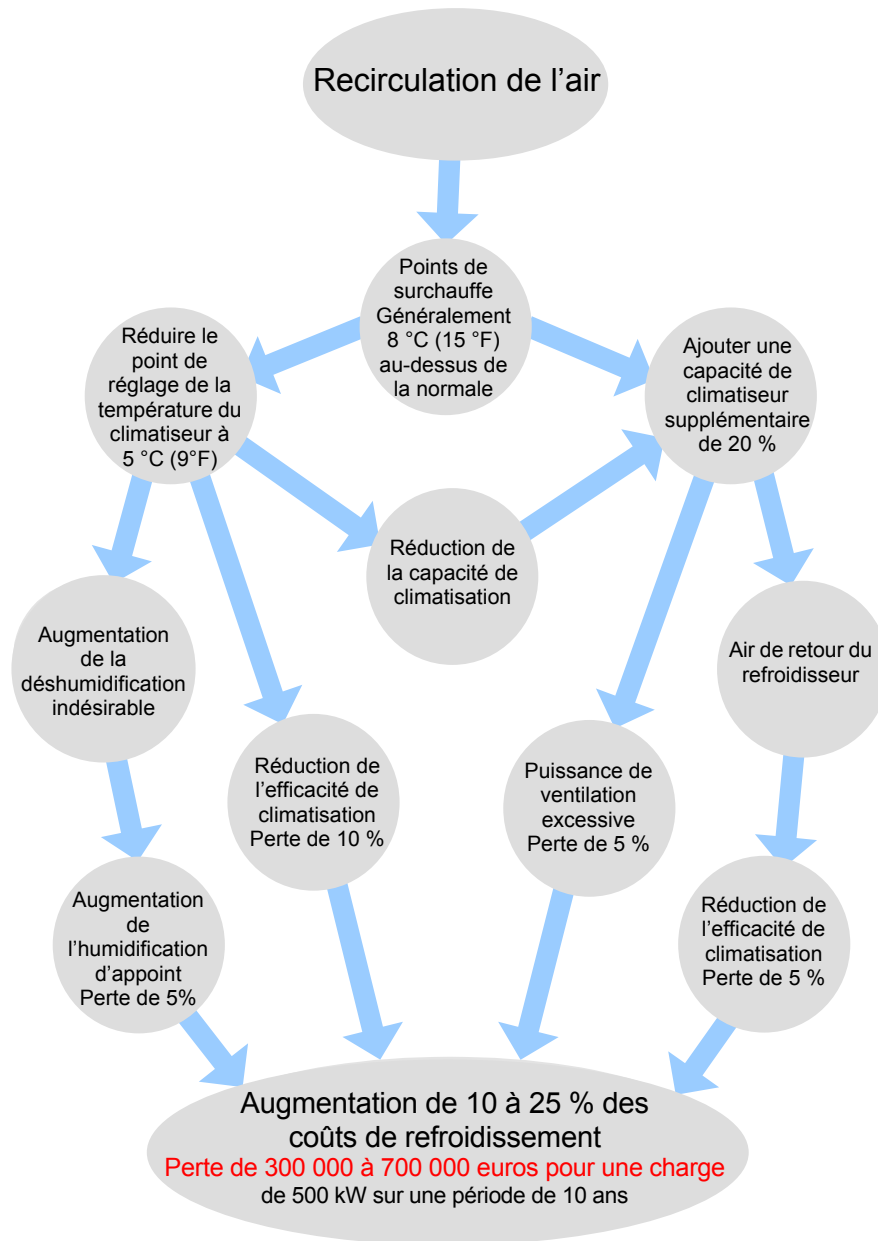 Recirculation de l’air
Points de
surchauffe
Généralement
8 °C (15 °F)
au-dessus de
la normale
Réduire le
point de
réglage de la
température du
climatiseur à
5 °C (9°F)
Ajouter une
capacité de
climatiseur
supplémentaire
de 20 %
Réduction de
la capacité de
climatisation
Augmentation
de la
déshumidification
indésirable
Air de retour du
refroidisseur
Réduction de
l’efficacité de
climatisation
Perte de 10 %
Puissance de
ventilation
excessive
Perte de 5 %
Augmentation
de
l’humidification
d’appoint
Perte de 5%
Réduction de
l’efficacité de
climatisation
Perte de 5 %
Augmentation de 10 à 25 % des
coûts de refroidissement
Perte de 300 000 à 700 000 euros pour une charge
de 500 kW sur une période de 10 ans